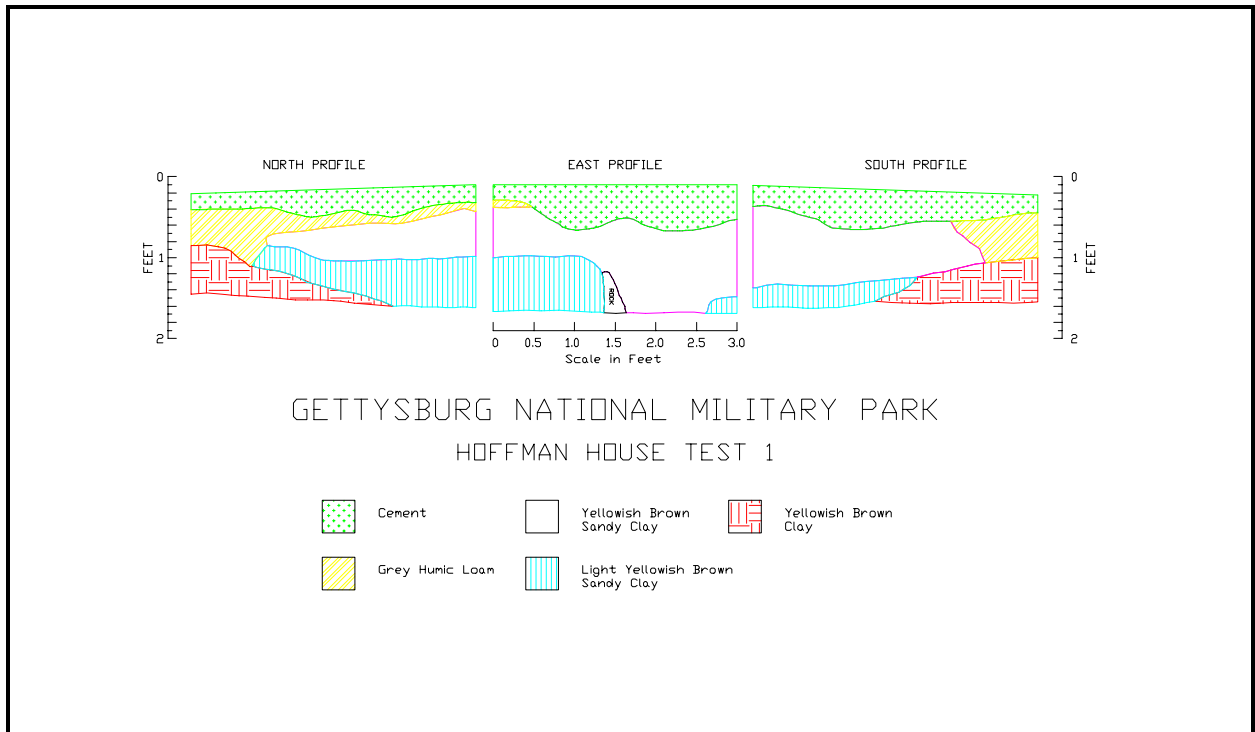 NORTH PROFILE
EAST PROFILE
SOUTH PROFILE
0
1
2
FEET
0
1
2
FEET
ROCK
0 0.5 1.0 1.5 2.0 2.5 3.0
Scale in Feet
GETTYSBURG NATIONAL MILITARY PARK
HOFFMAN HOUSE TEST 1
Cement
Yellowish Brown
Sandy Clay
Yellowish Brown
Clay
Grey Humic Loam
Light Yellowish Brown
Sandy Clay